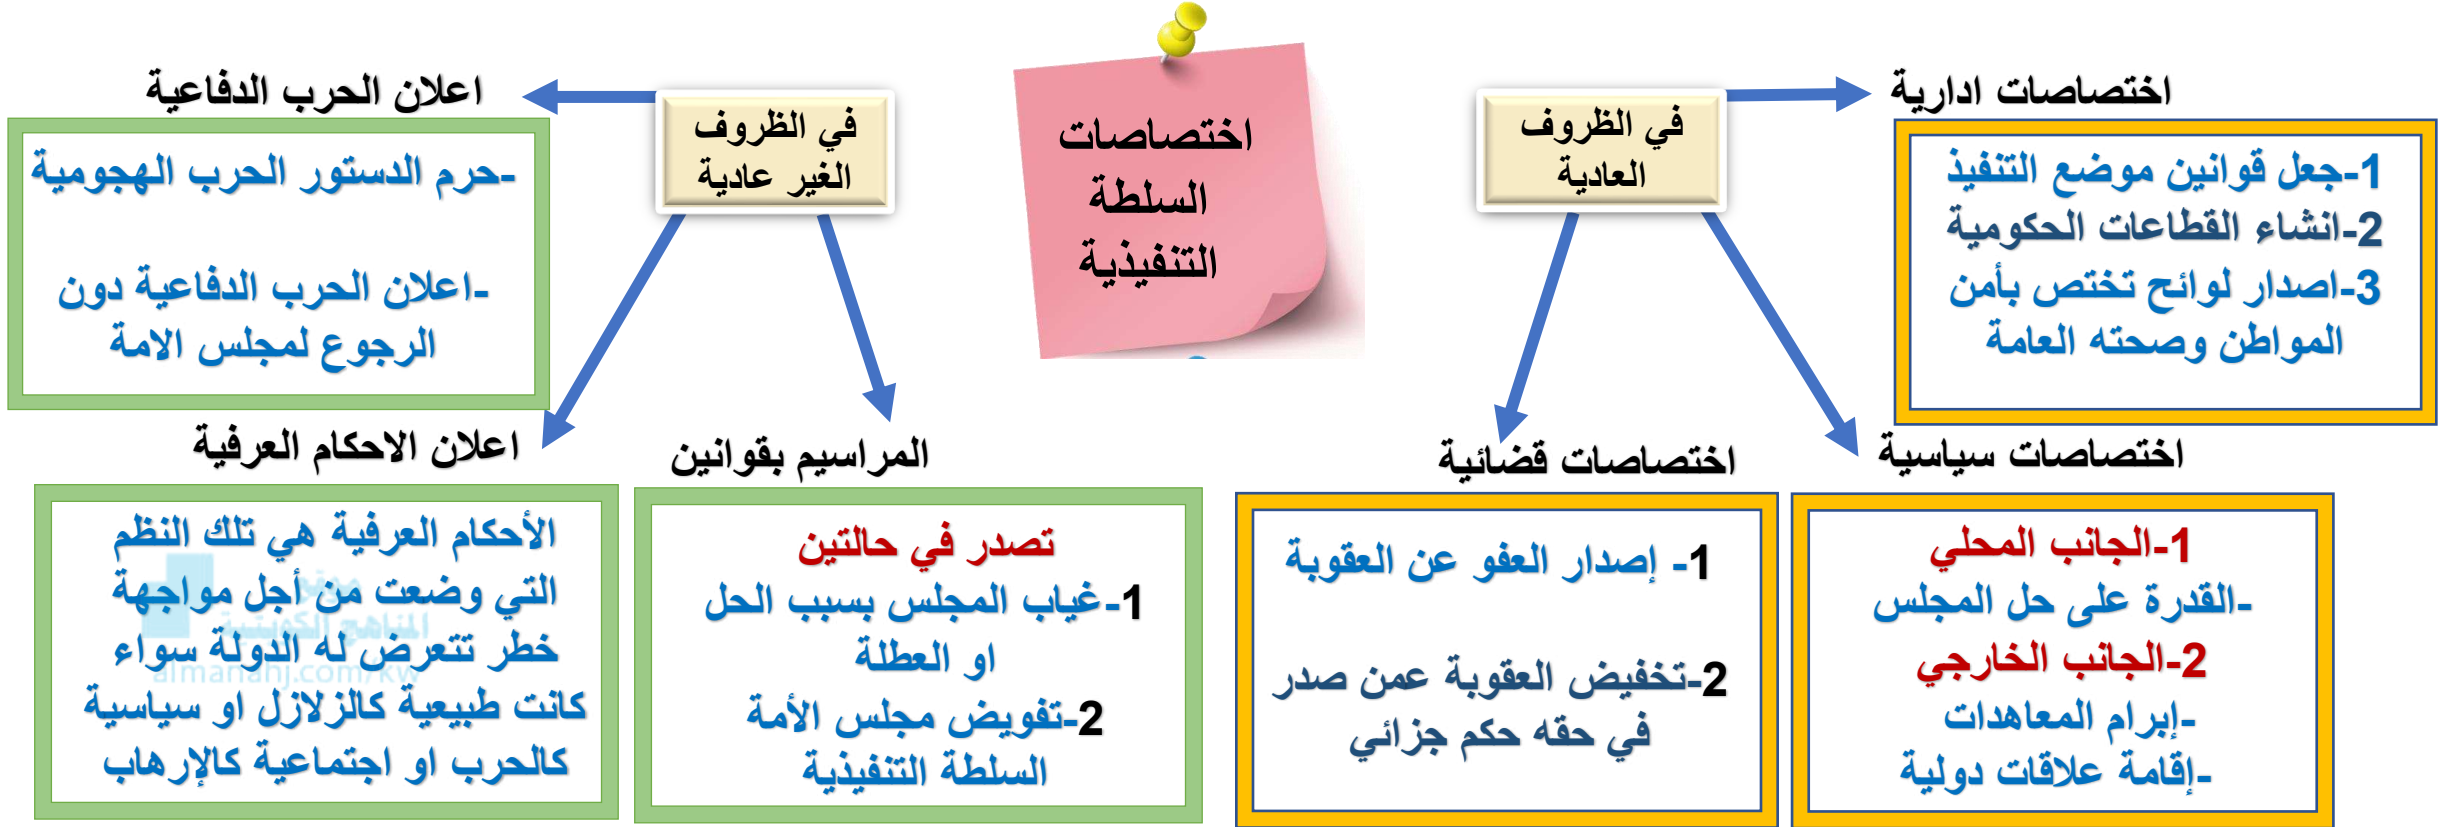 اختصاصات
السلطة
التنفيذية
في الظروف
العادية
اختصاصات ادارية
1-جعل قوانين موضع التنفيذ
2-انشاء القطاعات الحكومية
3-اصدار لوائح تختص بأمن
المواطن وصحته العامة
اختصاصات سياسية
1-الجانب المحلي
-القدرة على حل المجلس
2-الجانب الخارجي
-إبرام المعاهدات
-إقامة علاقات دولية
اختصاصات قضائية
1- إصدار العفو عن العقوبة
2-تخفيض العقوبة عمن صدر
في حقه حكم جزائي
في الظروف
الغير عادية
اعلان الحرب الدفاعية
-حرم الدستور الحرب الهجومية
-اعلان الحرب الدفاعية دون
الرجوع لمجلس الامة
المراسيم بقوانين
تصدر في حالتين
1-غياب المجلس بسبب الحل
او العطلة
2-تفويض مجلس الأمة
السلطة التنفيذية
اعلان الاحكام العرفية
الأحكام العرفية هي تلك النظم
التي وضعت من أجل مواجهة
خطر تتعرض له الدولة سواء
كانت طبيعية كالزلازل او سياسية
كالحرب او اجتماعية كالإرهاب
موقع
المناهج الكويتية
almanahj.com/kw